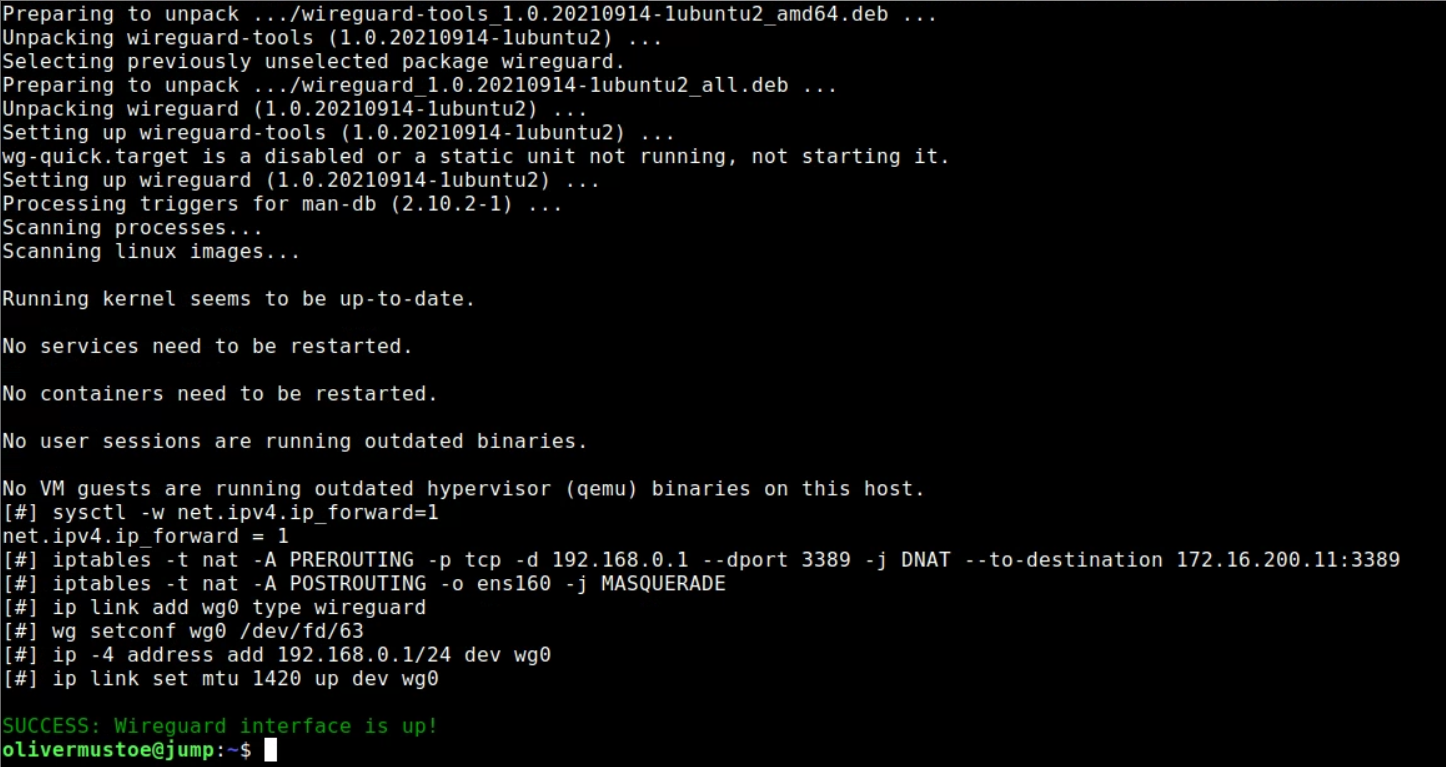 Preparing to unpack .../wireguard-tools_1.0.20210914-1ubuntu2_amd64.deb ...
Unpacking wireguard-tools (1.0.20210914-1ubuntu2) ...
Selecting previously unselected package wireguard.
Preparing to unpack .../wireguard_1.0.20210914-1ubuntu2_all.deb ...
Unpacking wireguard (1.0.20210914-1ubuntu2) ...
Setting up wireguard-tools (1.0.20210914-1ubuntu2) ...
wg-quick.target is a disabled or a static unit not running, not starting it.
Setting up wireguard (1.0.20210914-1ubuntu2) ...
Processing triggers for man-db (2.10.2-1) ...
Scanning processes...
Scanning linux images...
Running kernel seems to be up-to-date.
No services need to be restarted.
No containers need to be restarted.
No user sessions are running outdated binaries.
No VM guests are running outdated hypervisor (qemu) binaries on this host.
[#] sysctl -w net.ipv4.ip_forward=1
net.ipv4.ip_forward = 1
[#] iptables -t nat -A PREROUTING -p tcp -d 192.168.0.1 --dport 3389 -j DNAT --to-destination 172.16.200.11:3389
[#] iptables -t nat -A POSTROUTING -o ens160 -j MASQUERADE
[#] ip link add wg0 type wireguard
[#] wg setconf wg0 /dev/fd/63
[#] ip -4 address add 192.168.0.1/24 dev wg0
[#] ip link set mtu 1420 up dev wg0
SUCCESS: Wireguard interface is up!
olivermustoe@jump:~$